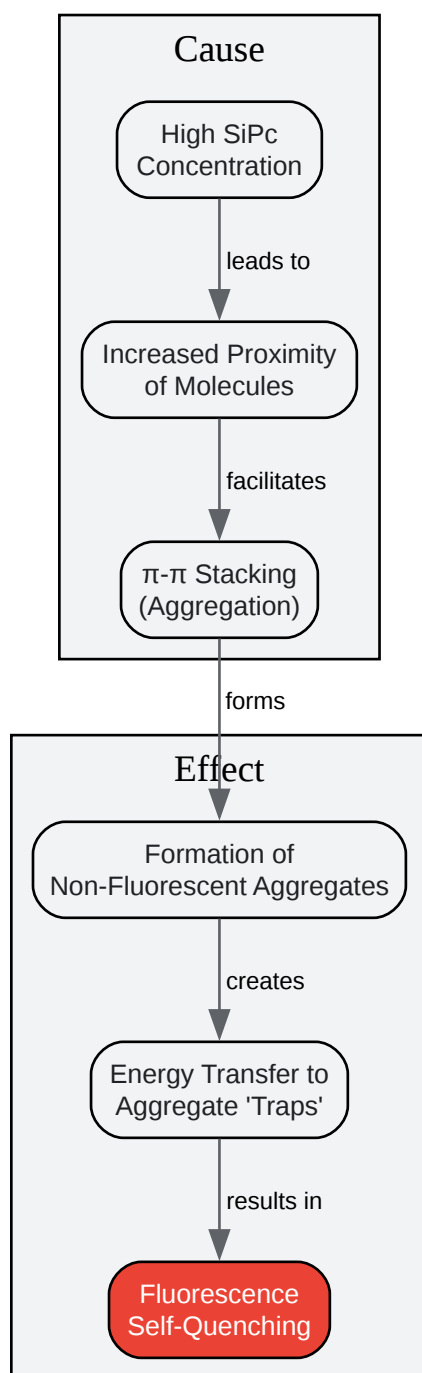 Cause
High SiPc
Concentration
leads to
Increased Proximity
of Molecules
facilitates
π-π Stacking
(Aggregation)
forms
Effect
Formation of
Non-Fluorescent Aggregates
creates
Energy Transfer to
Aggregate 'Traps'
results in
Fluorescence
Self-Quenching